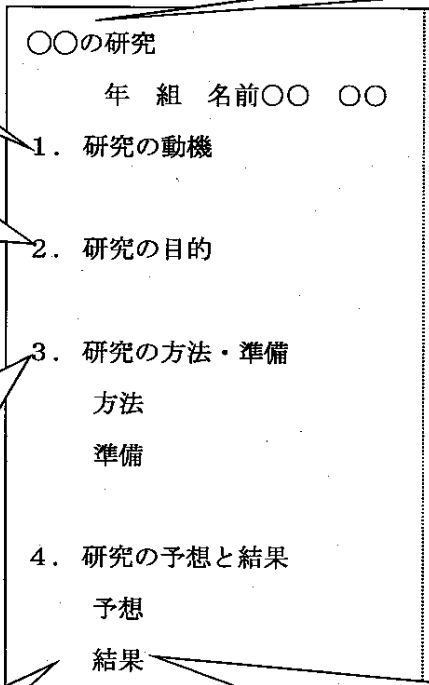 ○○の研究
年 組 名前○○ ○○
1. 研究の動機
2. 研究の目的
3. 研究の方法・準備
方法
準備
4. 研究の予想と結果
予想
結果